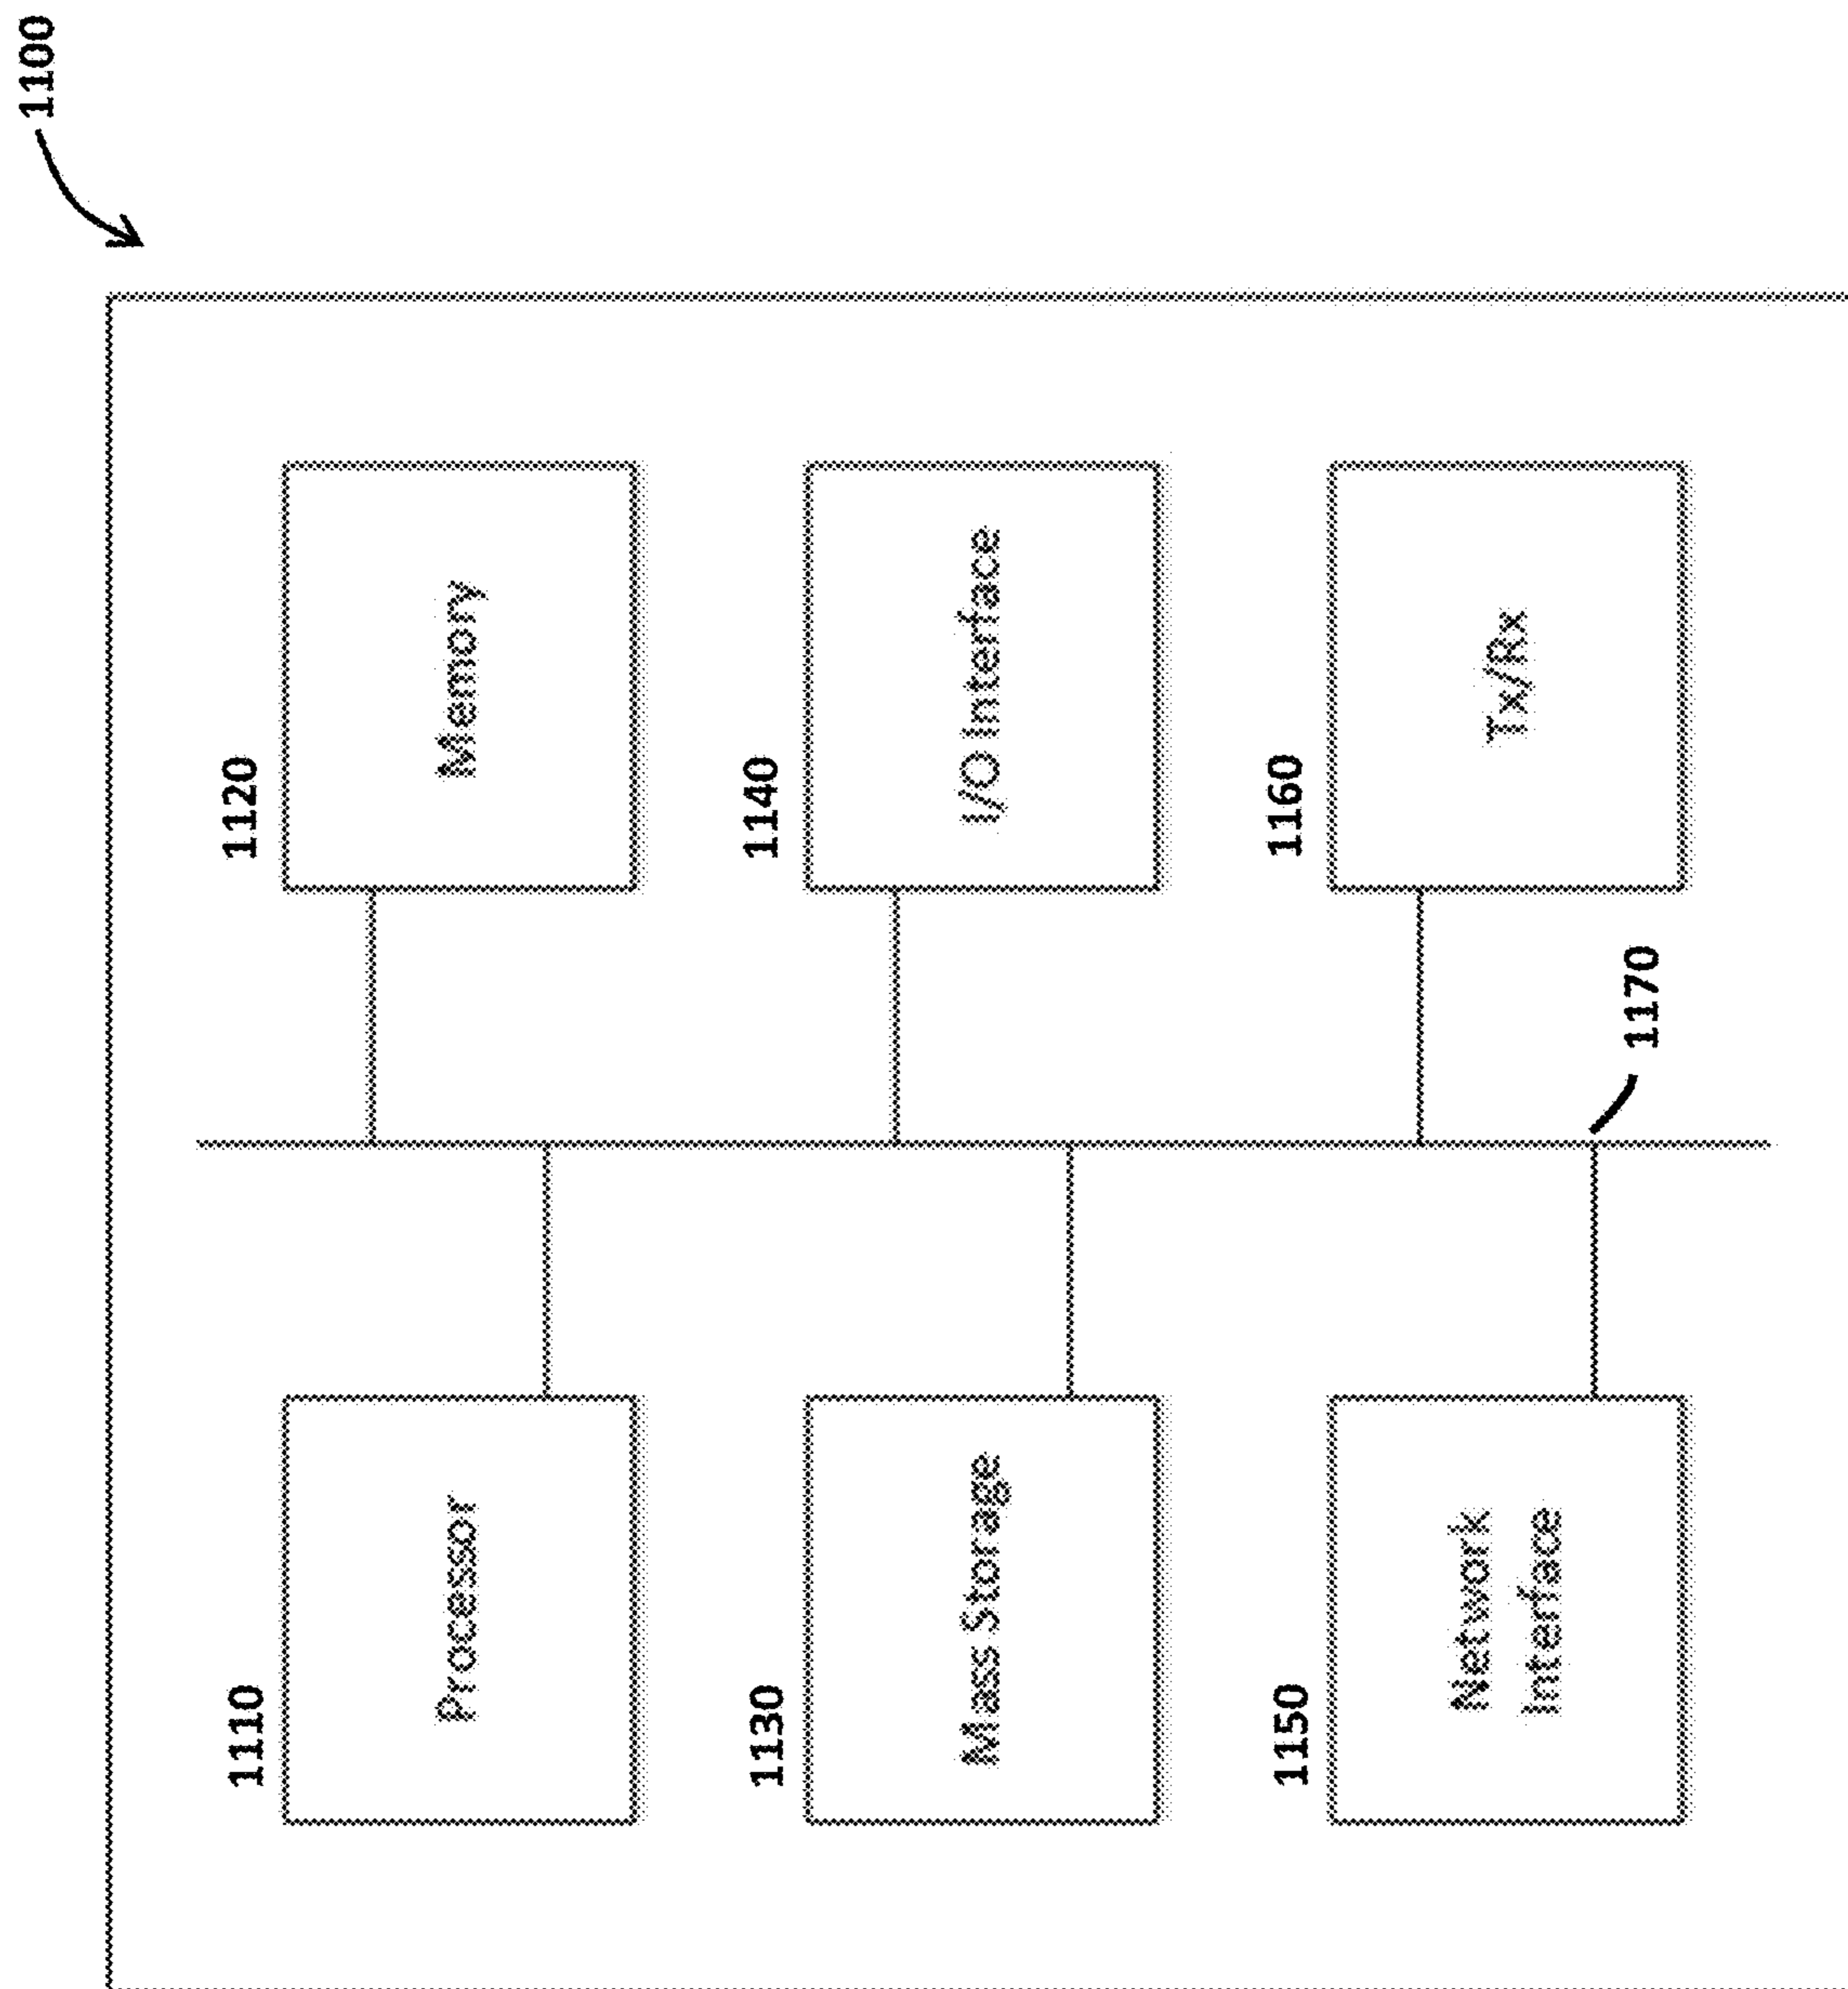 1100
1110
Processor
1120
Memory
1130
Mass Storage
1140
I/O Interface
1150
Network
Interface
1160
Tx/Rx
1170